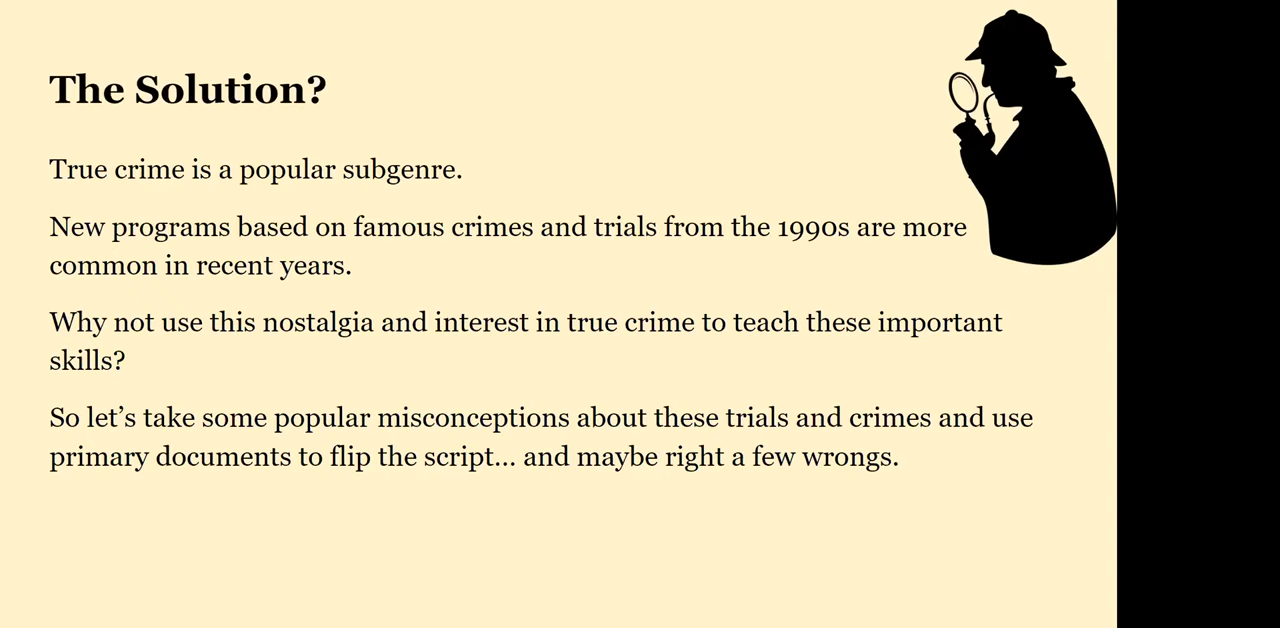 The Solution?
True crime is a popular subgenre.
New programs based on famous crimes and trials from the 1990s are more
common in recent years.
Why not use this nostalgia and interest in true crime to teach these important
skills?
So let’s take some popular misconceptions about these trials and crimes and use
primary documents to flip the script... and maybe right a few wrongs.